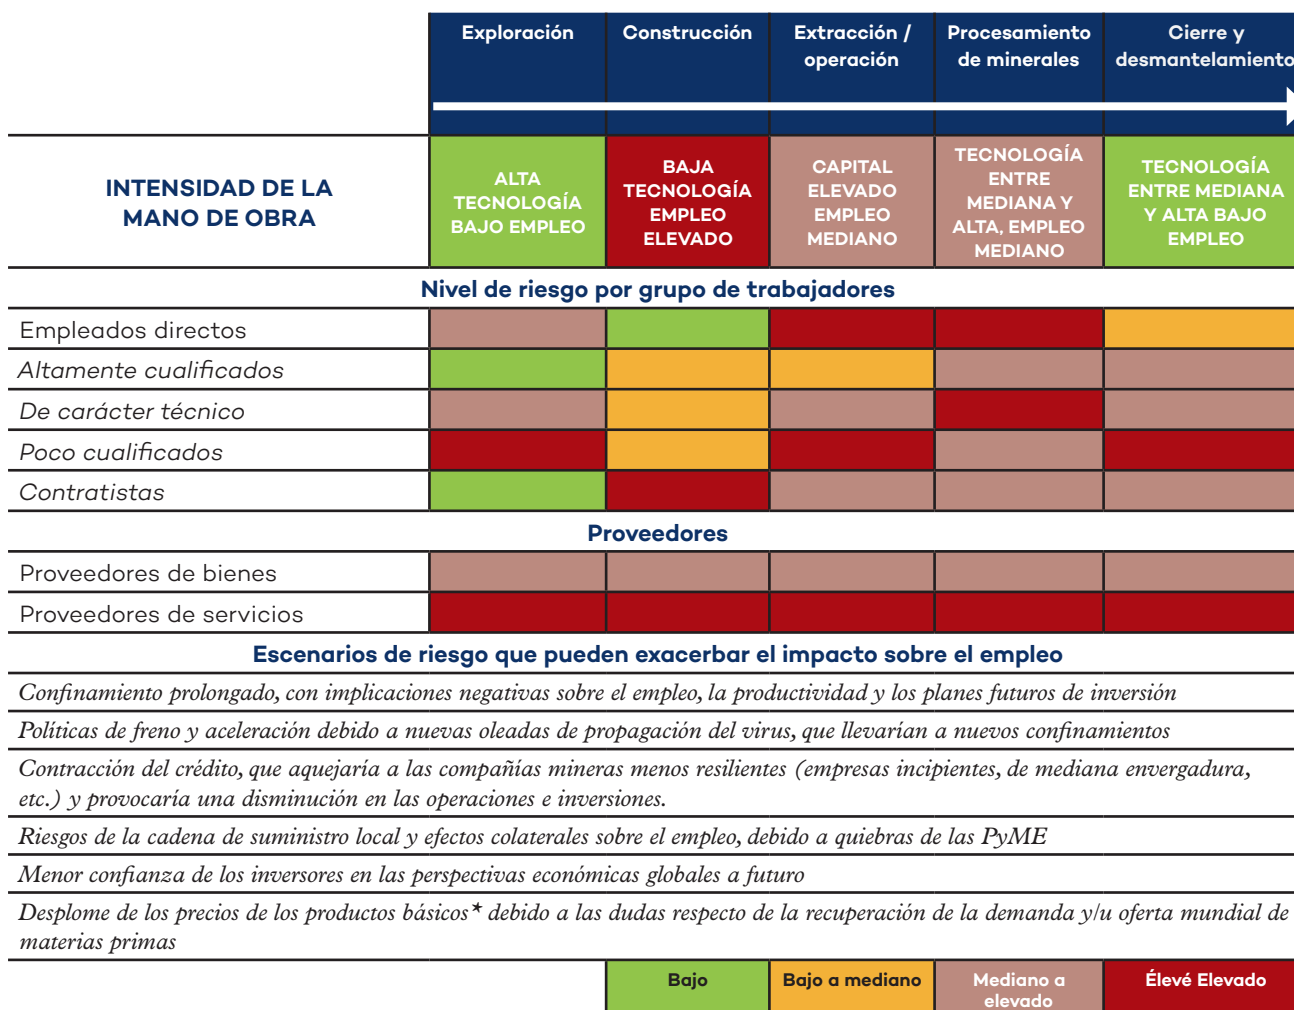 Exploración
Construcción
Extracción /
operación
Procesamiento
de minerales
Cierre y
desmantelamiento
INTENSIDAD DE LA
MANO DE OBRA
ALTA
TECNOLOGÍA
BAJO EMPLEO
BAJA
TECNOLOGÍA
EMPLEO
ELEVADO
CAPITAL
ELEVADO
EMPLEO
MEDIANO
TECNOLOGÍA
ENTRE
MEDIANA Y
ALTA, EMPLEO
MEDIANO
TECNOLOGÍA
ENTRE MEDIANA
Y ALTA BAJO
EMPLEO
Nivel de riesgo por grupo de trabajadores
Empleados directos
Altamente cualificados
De carácter técnico
Poco cualificados
Contratistas
Proveedores
Proveedores de bienes
Proveedores de servicios
Escenarios de riesgo que pueden exacerbar el impacto sobre el empleo
Confinamiento prolongado, con implicaciones negativas sobre el empleo, la productividad y los planes futuros de inversión
Políticas de freno y aceleración debido a nuevas oleadas de propagación del virus, que llevarían a nuevos confinamientos
Contracción del crédito, que aquejaría a las compañías mineras menos resilientes (empresas incipientes, de mediana envergadura,
etc.) y provocaría una disminución en las operaciones e inversiones.
Riesgos de la cadena de suministro local y efectos colaterales sobre el empleo, debido a quiebras de las PyME
Menor confianza de los inversores en las perspectivas económicas globales a futuro
Desplome de los precios de los productos básicos* debido a las dudas respecto de la recuperación de la demanda y/u oferta mundial de
materias primas
Bajo
Bajo a mediano
Mediano a
elevado
Élevé Elevado